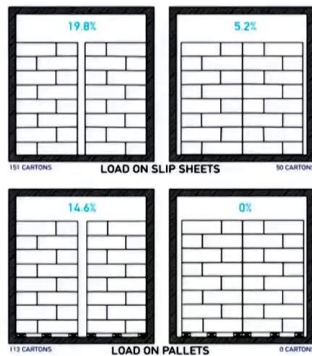 19.8%
5.2%
151 CARTONS
LOAD ON SLIP SHEETS
50 CARTONS
14.6%
0%
113 CARTONS
LOAD ON PALLETS
0 CARTONS